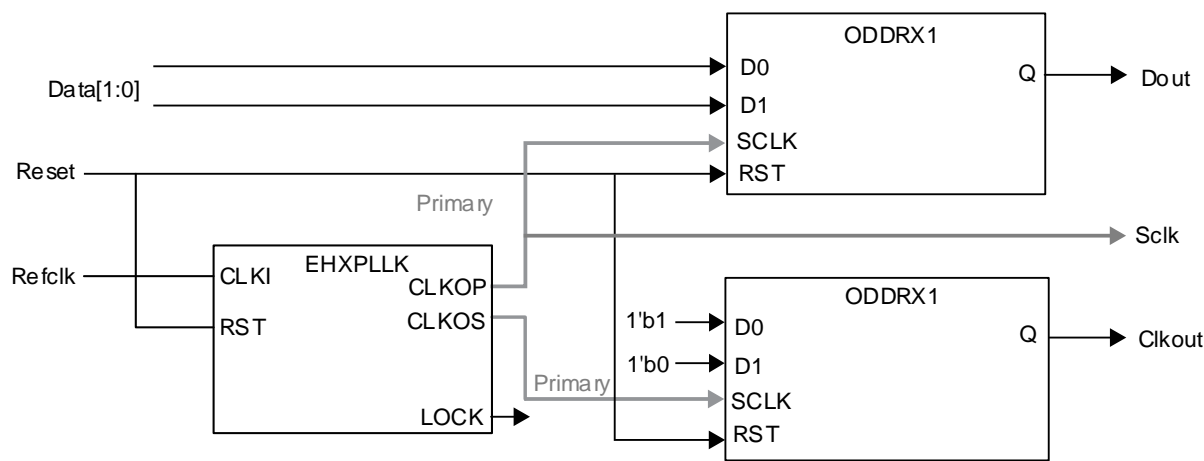 ODDRX1
D0
Q
Dout
Data[1:0]
D1
SCLK
Reset
RST
Primary
Sclk
EHXPLLK
Refclk
CLKI
CLKOP
ODDRX1
CLKOS
1'b1
D0
RST
Q
Clkout
1'b0
D1
Primary
SCLK
LOCK
RST